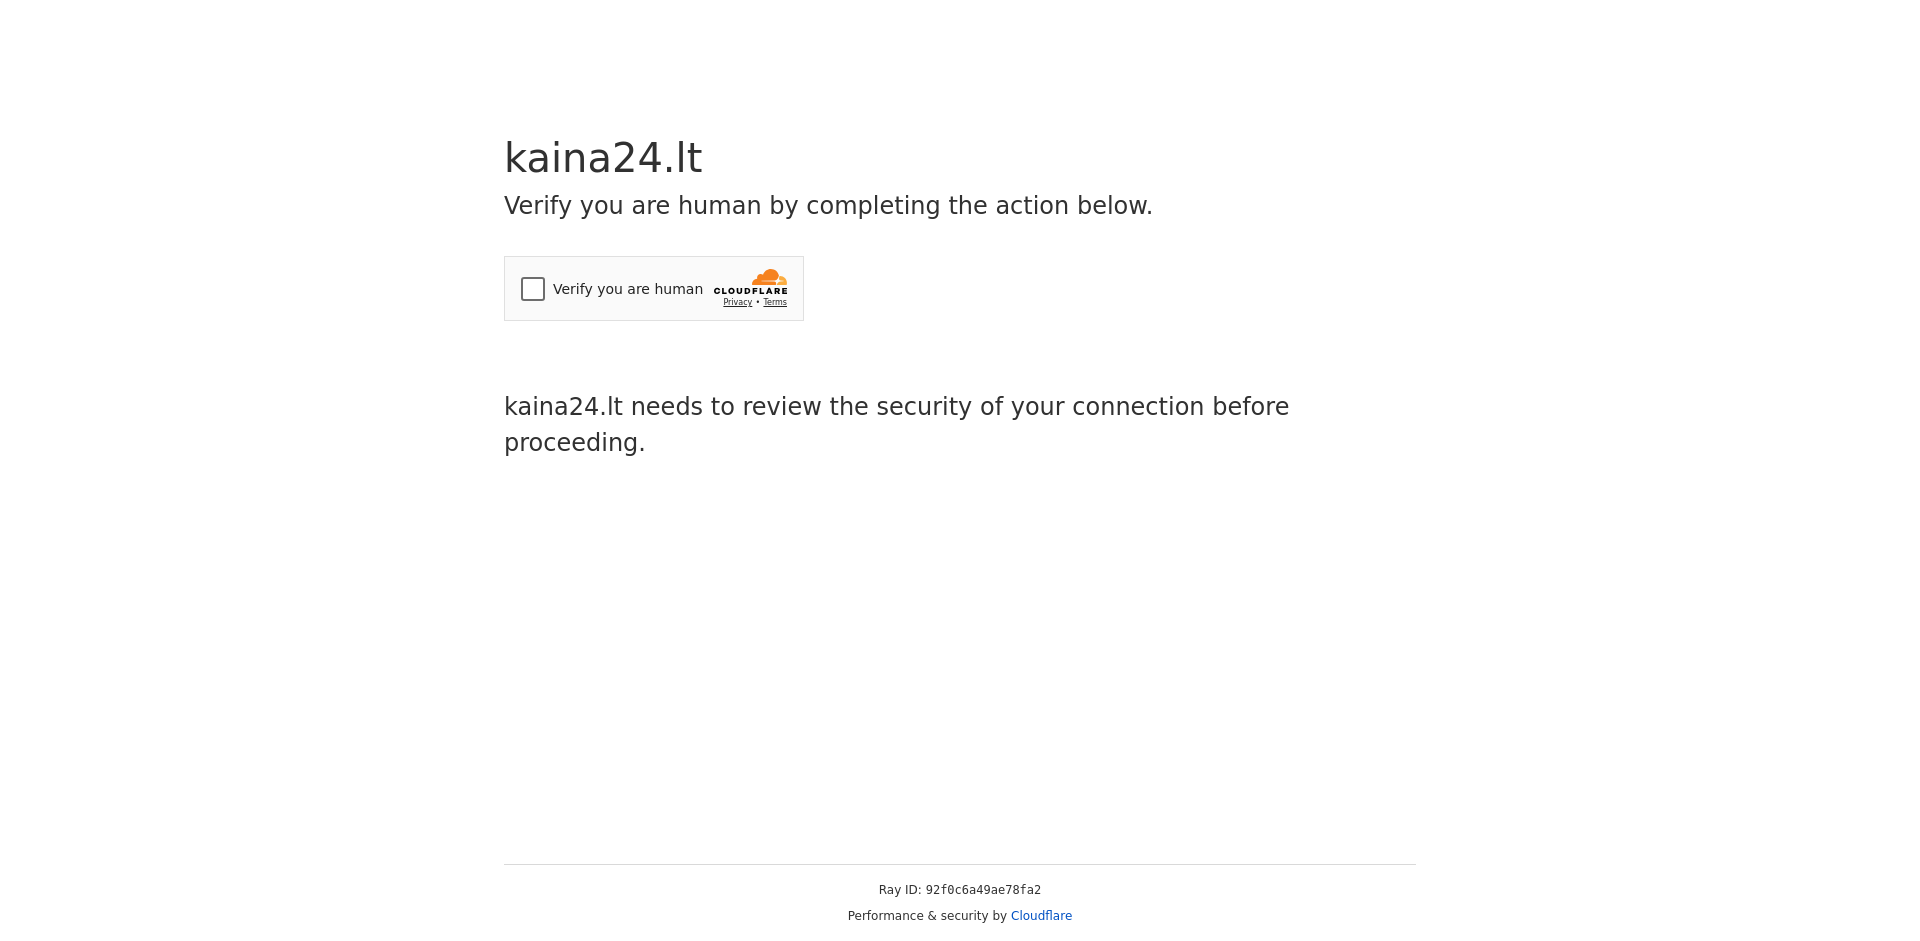 kaina24.lt
Verify you are human by completing the action below.
Verify you are human
CLOUDFLARE
Privacy • Terms
kaina24.lt needs to review the security of your connection before
proceeding.
Ray ID: 92f0c6a49ae78fa2
Performance & security by Cloudflare